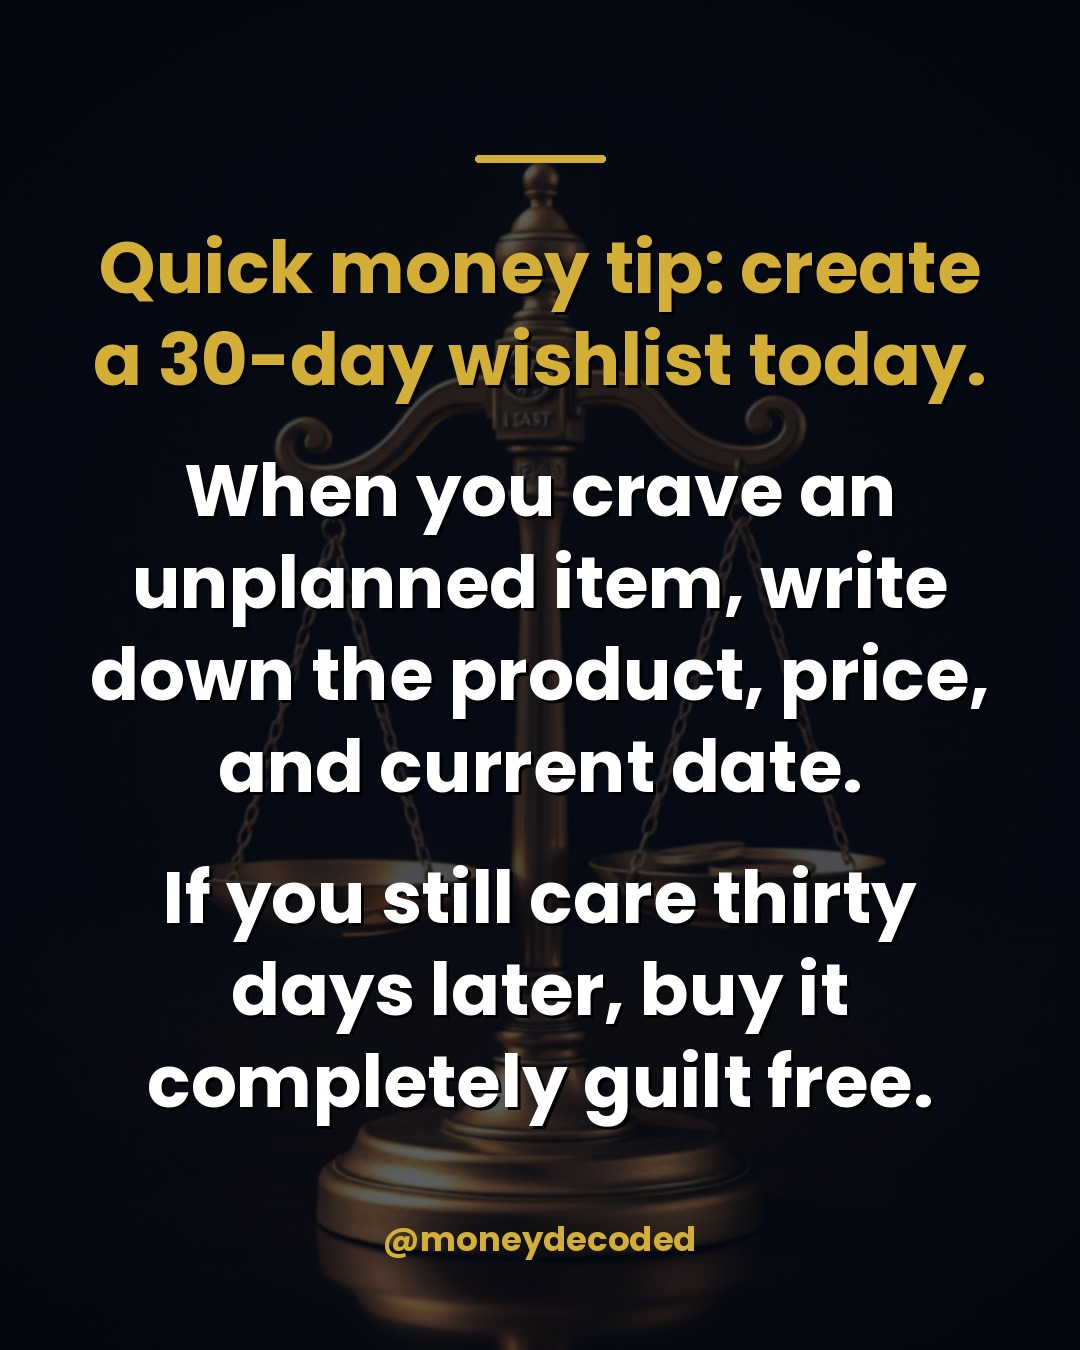 Quick money tip: create
a 30-day wishlist today.
When you crave an
unplanned item, write
down the product, price,
and current date.
If you still care thirty
days later, buy it
completely guilt free.
@moneydecoded